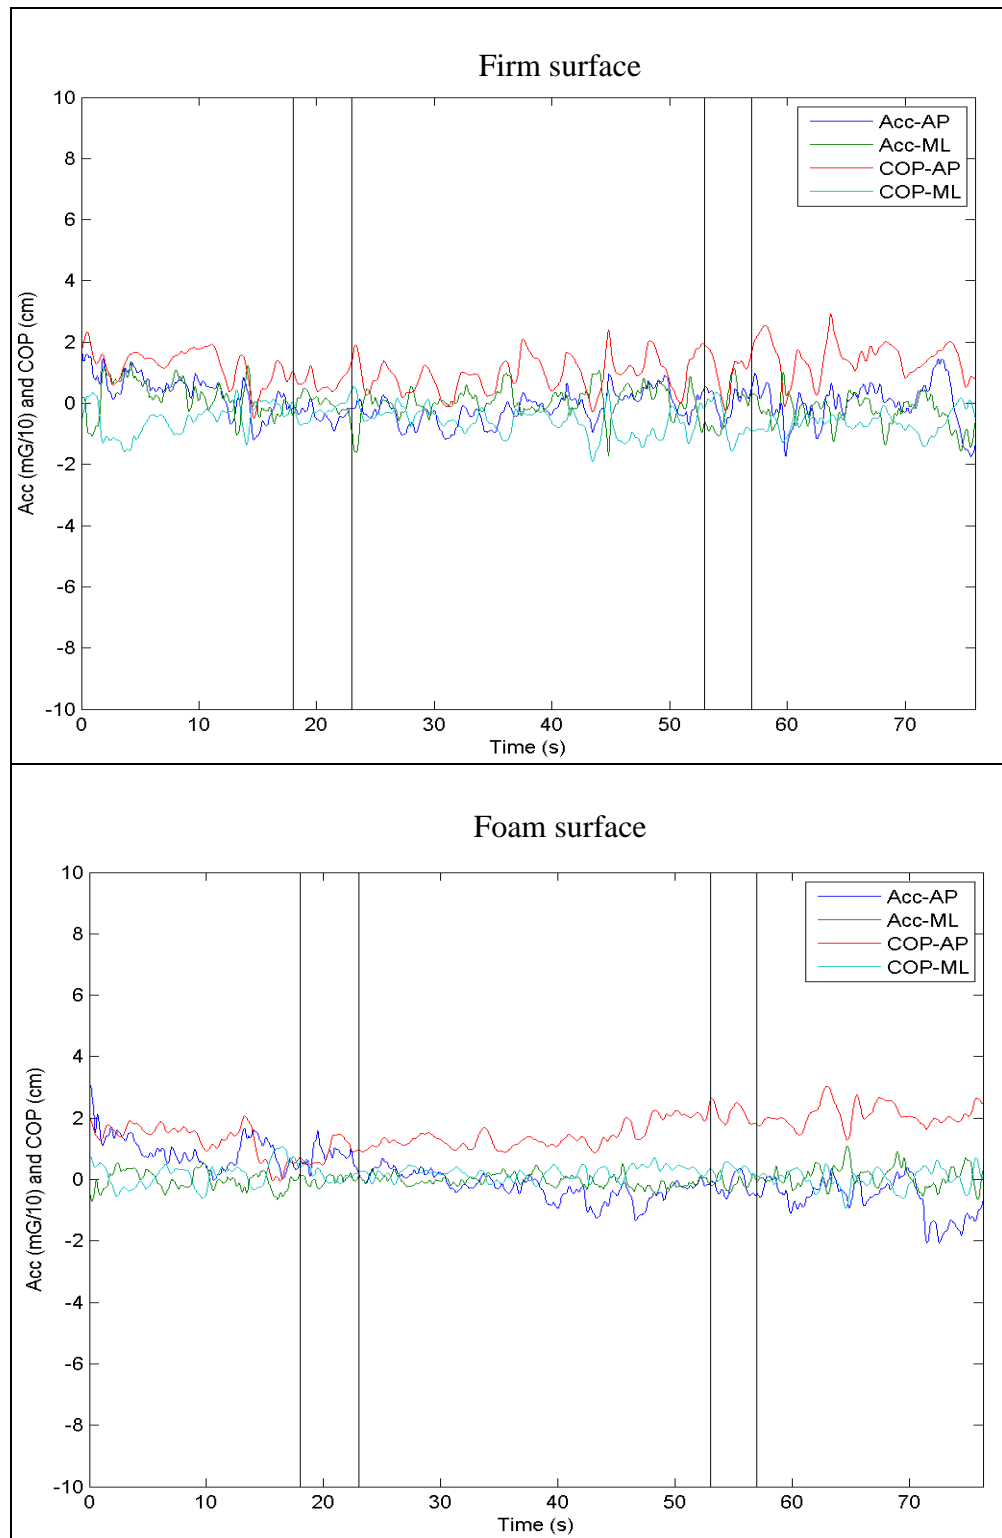 Firm surface
10
8
6
4
2
0
-2
-4
-6
-8
-10
Acc (mG/10) and COP (cm)
Acc-AP
Acc-ML
COP-AP
COP-ML
0 10 20 30 40 50 60 70
Time (s)
Foam surface
10
8
6
4
2
0
-2
-4
-6
-8
-10
Acc (mG/10) and COP (cm)
Acc-AP
Acc-ML
COP-AP
COP-ML
0 10 20 30 40 50 60 70
Time (s)